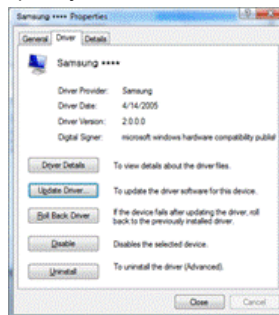 Samsung **** Properties
General Driver Details
Samsung ****
Driver Provider: Samsung
Driver Date: 4/14/2005
Driver Version: 2.0.0.0
Digital Signer: microsoft windows hardware compatibility publis
Driver Details To view details about the driver files.
Update Driver... To update the driver software for this device.
Roll Back Driver If the device fails after updating the driver, roll
back to the previously installed driver.
Disable Disables the selected device.
Uninstall To uninstall the driver (Advanced).
Close Cancel